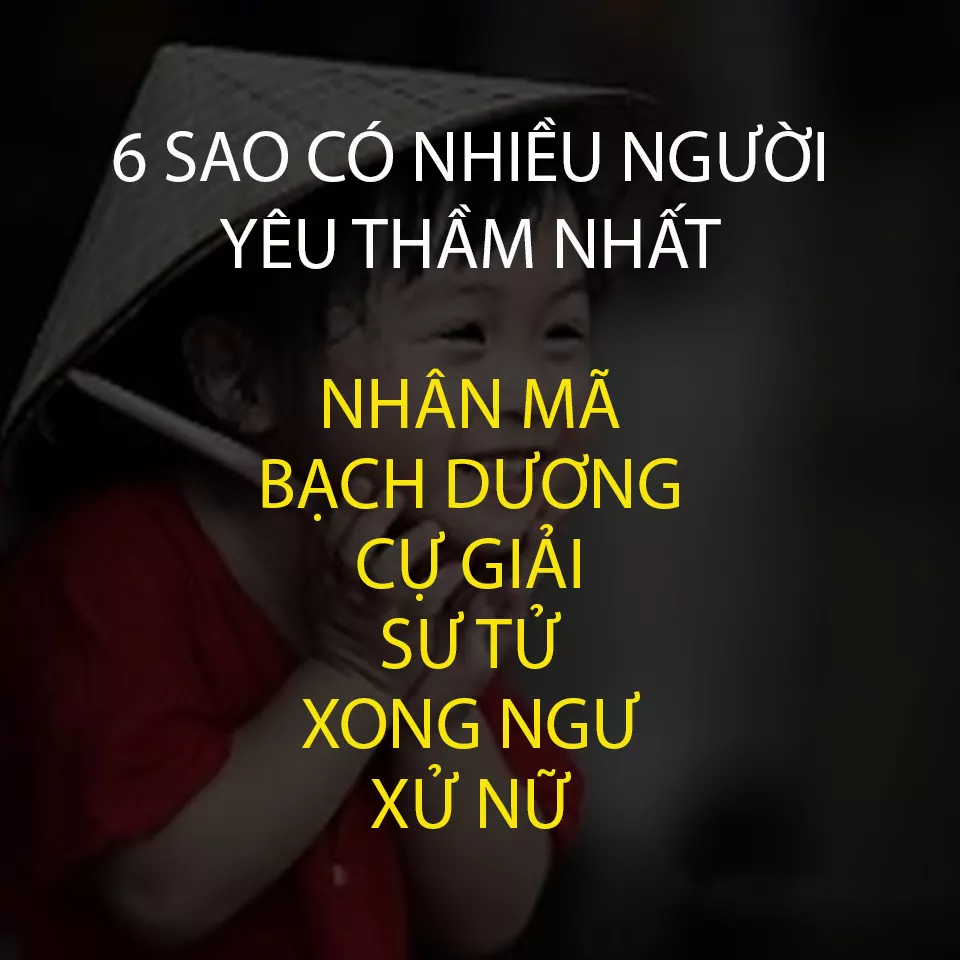 6 SAO CÓ NHIỀU NGƯỜI
YÊU THẦM NHẤT
NHÂN MÃ
BẠCH DƯƠNG
CỰ GIẢI
SƯ TỬ
XONG NGƯ
XỬ NỮ